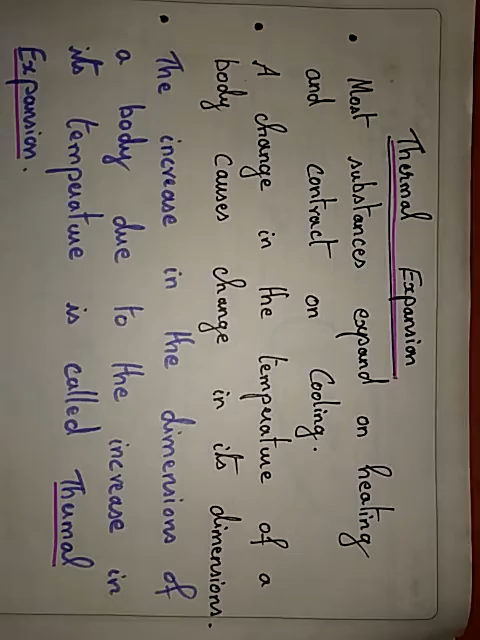 Thermal Expansion
• Most substances expand on heating
and contract on Cooling.
• A change in the temperature of a
body causes change in its dimensions.
• The increase in the dimensions of
a body due to the increase in
its temperature is called Thermal
Expansion.